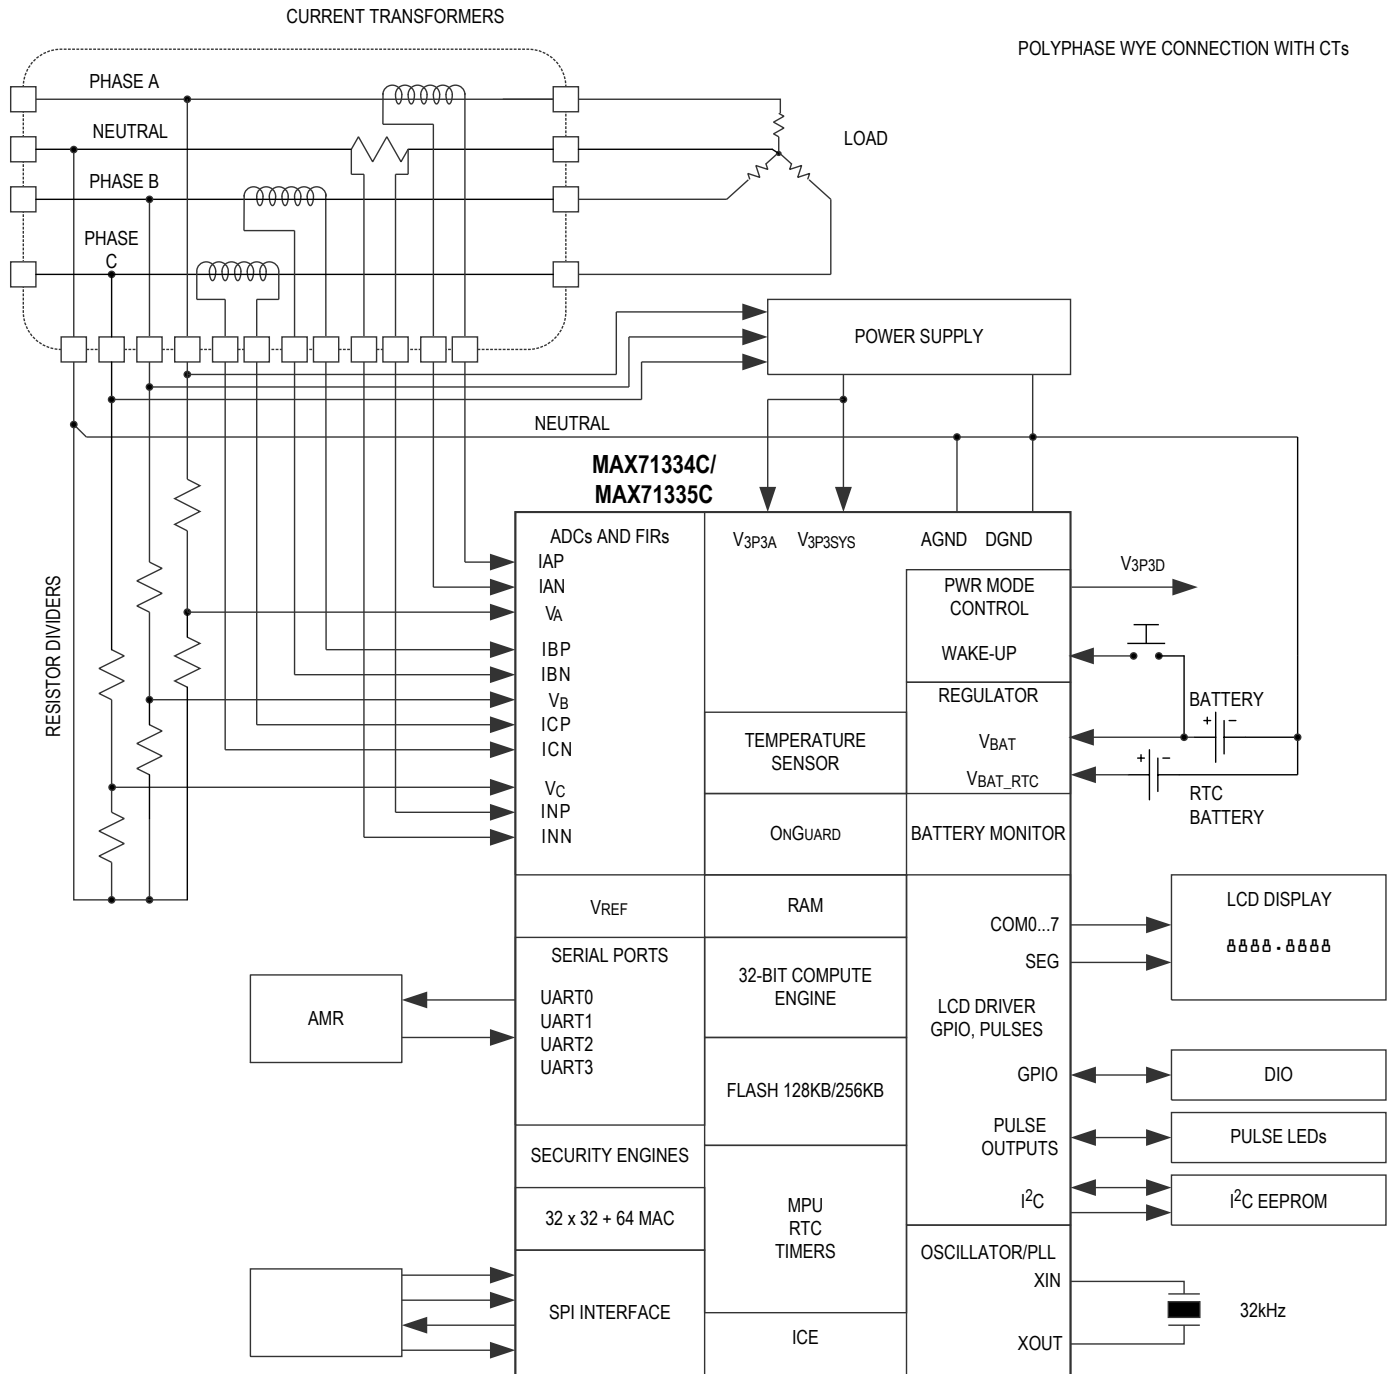 CURRENT TRANSFORMERS
POLYPHASE WYE CONNECTION WITH CTs
PHASE A
NEUTRAL
LOAD
PHASE B
PHASE
C
POWER SUPPLY
NEUTRAL
MAX71334C/
MAX71335C
RESISTOR DIVIDERS
ADCs AND FIRs
IAP
IAN
VA
IBP
IBN
VB
ICP
ICN
VC
INP
INN
V3P3A
V3P3SYS
AGND
DGND
PWR MODE
CONTROL
V3P3D
WAKE-UP
REGULATOR
BATTERY
+ −
VBAT
+ −
VBAT_RTC
RTC
BATTERY
TEMPERATURE
SENSOR
ONGUARD
BATTERY MONITOR
VREF
RAM
LCD DISPLAY
8888.8888
COM0...7
SEG
SERIAL PORTS
UART0
UART1
UART2
UART3
AMR
32-BIT COMPUTE
ENGINE
LCD DRIVER
GPIO, PULSES
FLASH 128KB/256KB
GPIO
DIO
PULSE
OUTPUTS
PULSE LEDs
SECURITY ENGINES
I2C
I2C EEPROM
32 x 32 + 64 MAC
MPU
RTC
TIMERS
OSCILLATOR/PLL
XIN
32kHz
XOUT
SPI INTERFACE
ICE